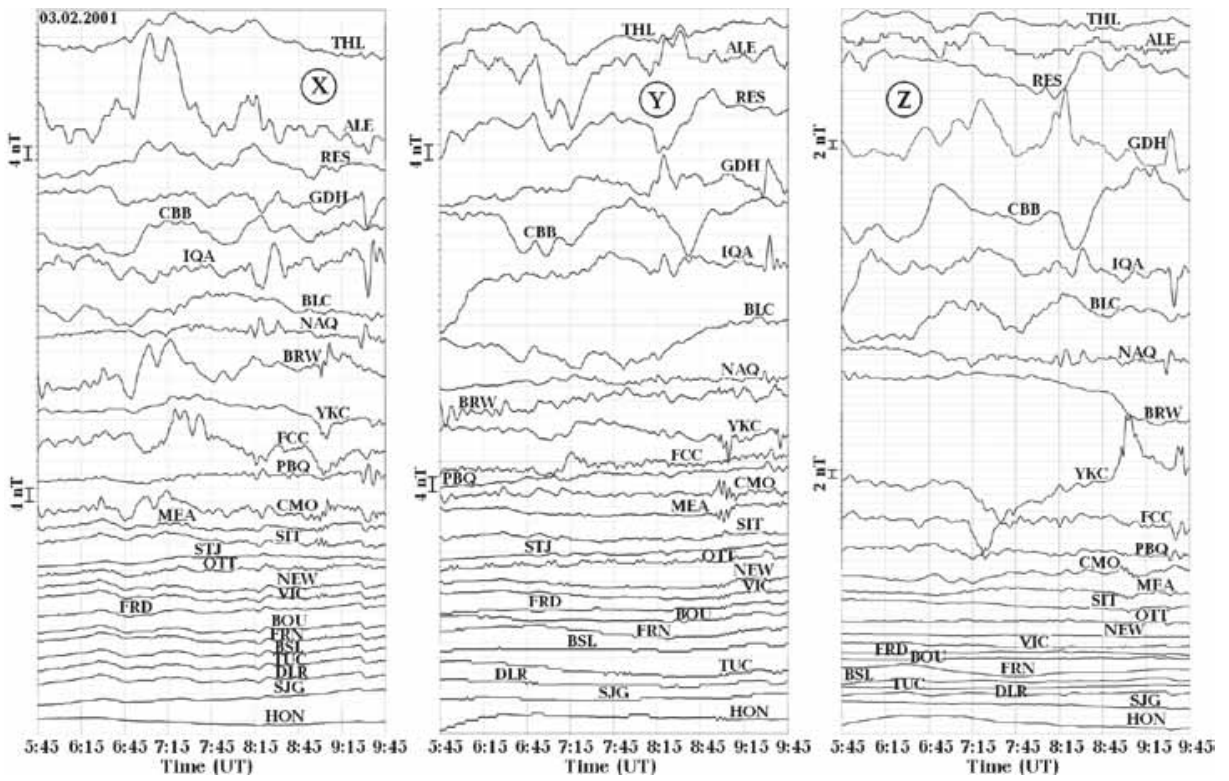 03.02.2001
THL
X
ALE
RES
GDH
CBB
IQA
BLC
NAQ
BRW
YKC
FCC
PBQ
CMO
MEA
SIT
STJ
OTT
NEW
VIC
FRD
BOU
FRN
BSL
TUC
DLR
SJG
HON
4 nT
4 nT
5:45 6:15 6:45 7:15 7:45 8:15 8:45 9:15 9:45
Time (UT)
THL
ALE
Y
RES
GDH
CBB
IQA
BLC
NAQ
BRW
YKC
FCC
PBQ
CMO
MEA
SIT
STJ
OTT
NEW
VIC
FRD
BOU
FRN
BSL
TUC
DLR
SJG
HON
4 nT
4 nT
5:45 6:15 6:45 7:15 7:45 8:15 8:45 9:15 9:45
Time (UT)
THL
ALE
RES
Z
GDH
CBB
IQA
BLC
NAQ
BRW
YKC
FCC
PBQ
CMO
MEA
SIT
OTT
NEW
VIC
FRD
BOU
FRN
BSL
TUC
DLR
SJG
HON
2 nT
2 nT
5:45 6:15 6:45 7:15 7:45 8:15 8:45 9:15 9:45
Time (UT)